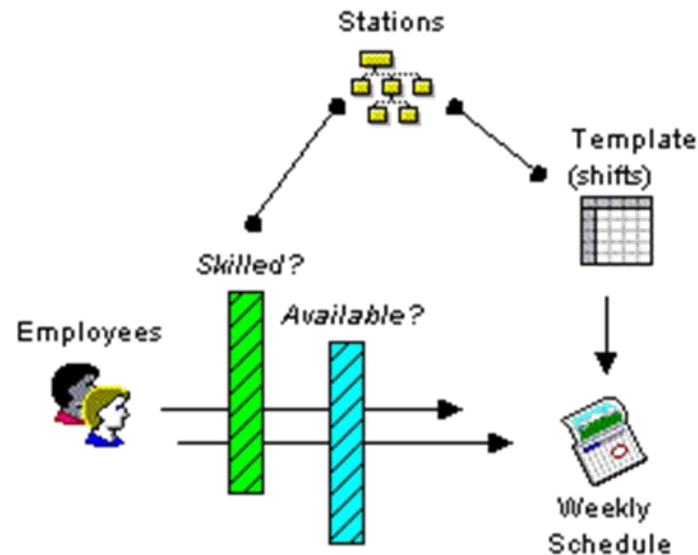 Stations
Template
(shifts)
Skilled?
Available?
Employees
Weekly
Schedule